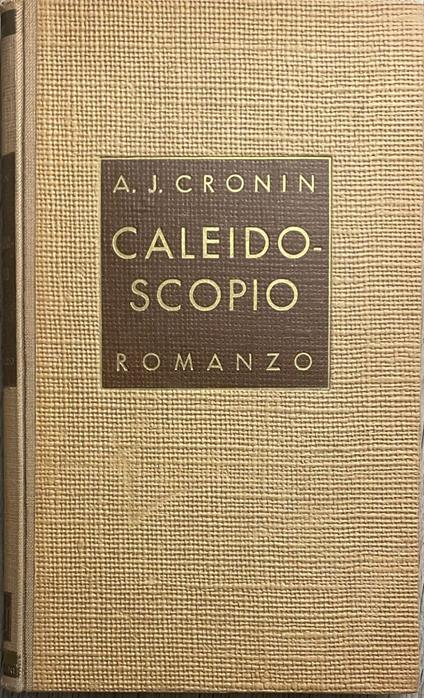 A. J. CRONIN
CALEIDO-
SCOPIO
ROMANZO